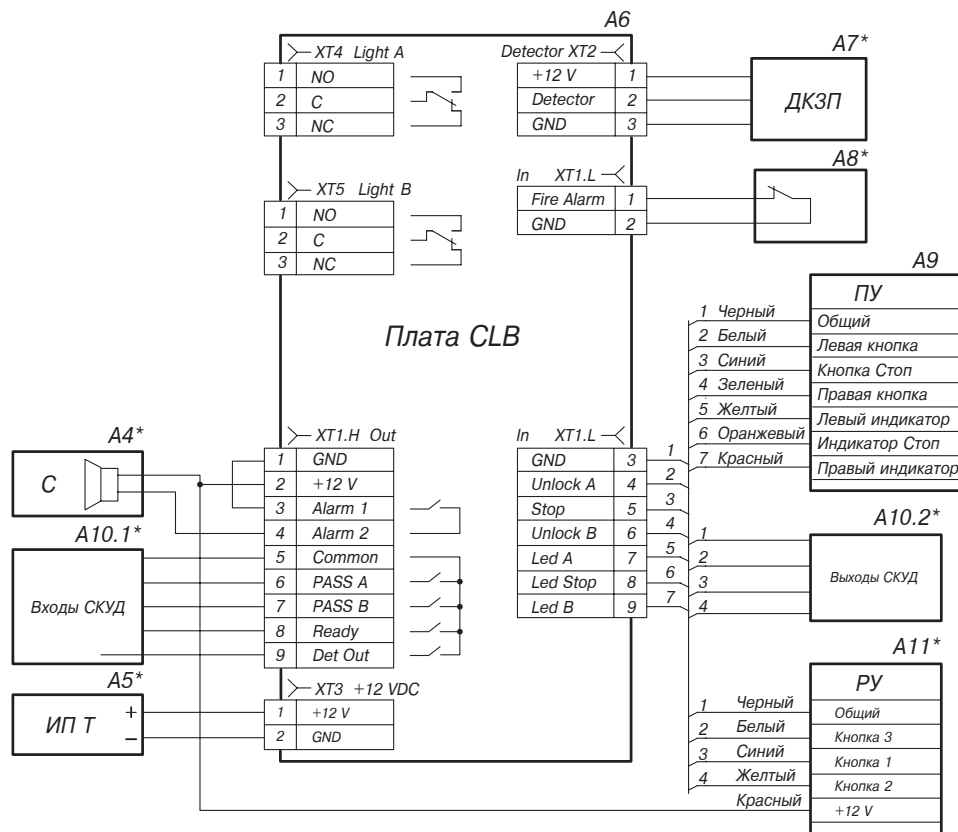 A6
XT4 Light A
1 NO
2 C
3 NC
XT5 Light B
1 NO
2 C
3 NC
Detector XT2
+12 V 1
Detector 2
GND 3
A7*
ДКЗП
In XT1.L
Fire Alarm 1
GND 2
A8*
Плата CLB
A9
ПУ
1 Черный Общий
2 Белый Левая кнопка
3 Синий Кнопка Стоп
4 Зеленый Правая кнопка
5 Желтый Левый индикатор
6 Оранжевый Индикатор Стоп
7 Красный Правый индикатор
A4*
С
A10.1*
Входы СКУД
A5*
ИП Т + −
XT1.H Out
1 GND
2 +12 V
3 Alarm 1
4 Alarm 2
5 Common
6 PASS A
7 PASS B
8 Ready
9 Det Out
XT3 +12 VDC
1 +12 V
2 GND
In XT1.L
GND 3 1
Unlock A 4 2
Stop 5 3
Unlock B 6 4
Led A 7 5
Led Stop 8 6
Led B 9 7
A10.2*
1
2
3
4
Выходы СКУД
A11*
РУ
1 Черный Общий
2 Белый Кнопка 3
3 Синий Кнопка 1
4 Желтый Кнопка 2
Красный +12 V